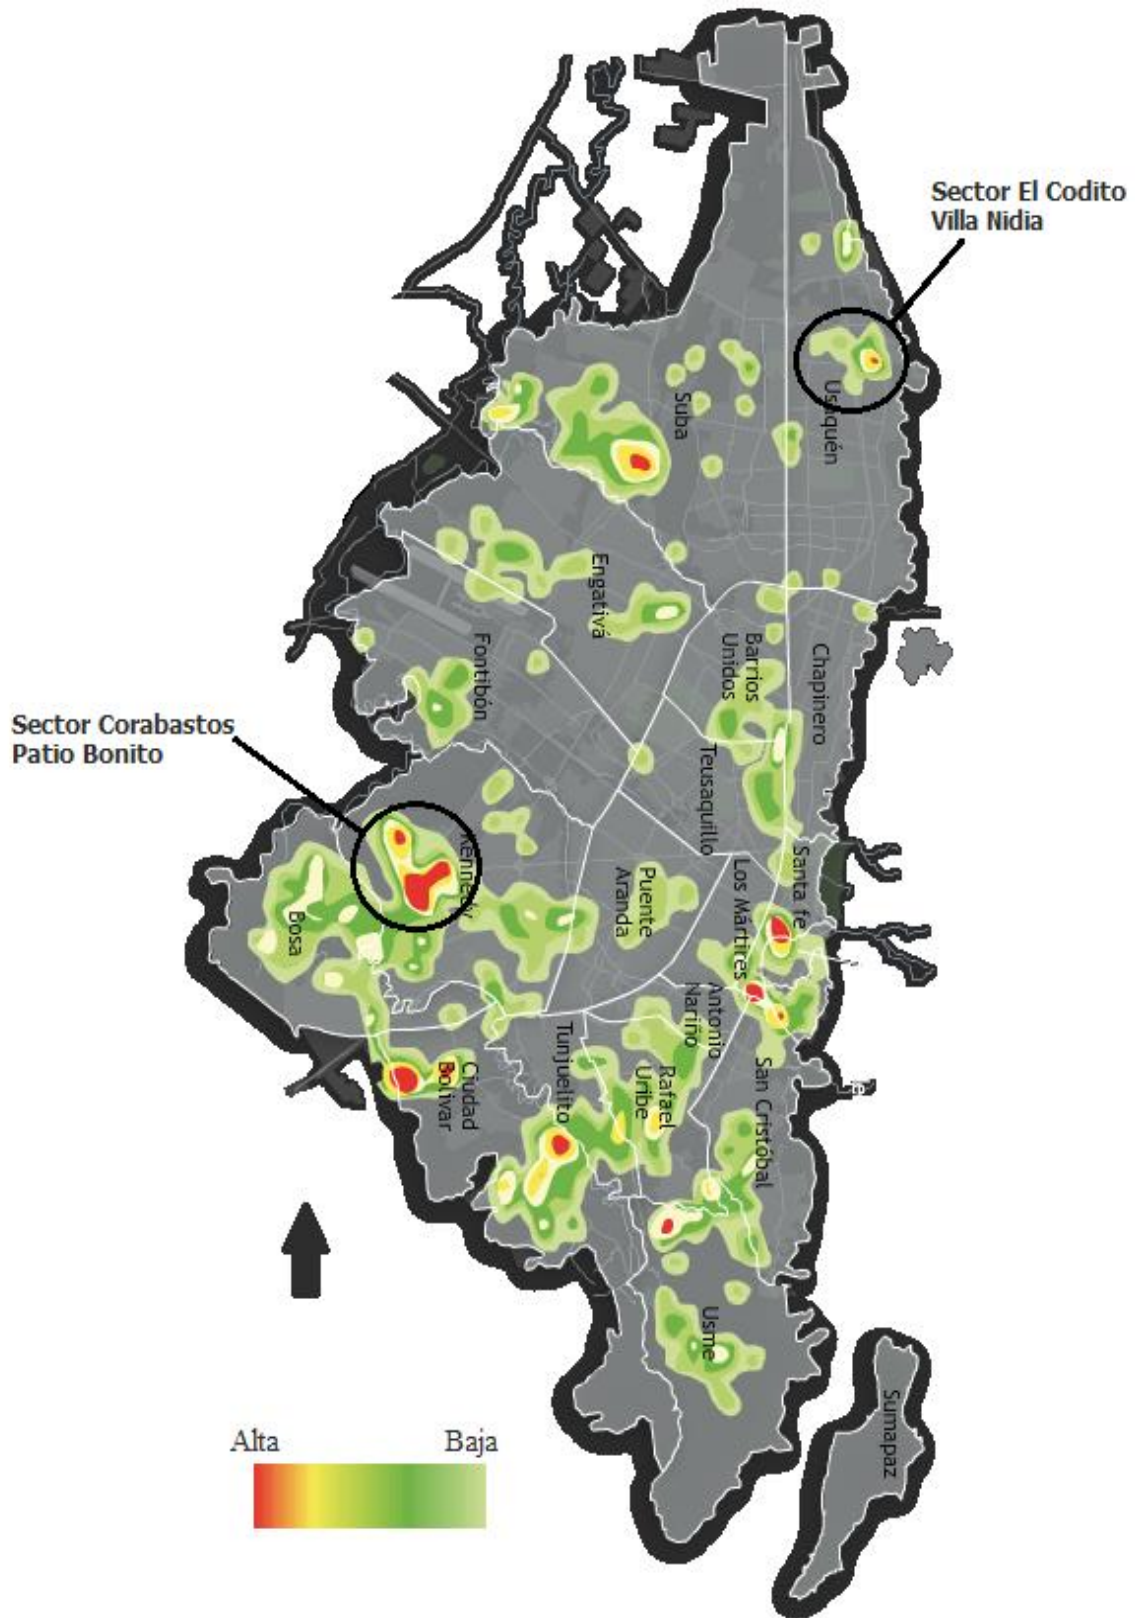 Sector El Codito
Villa Nidia
Usaquén
Suba
Engativá
Fontibón
Barrios
Unidos
Chapinero
Sector Corabastos
Patio Bonito
Teusaquillo
Kennedy
Santa fe
Puente
Aranda
Los Mártires
Bosa
Antonio
Nariño
Tunjuelito
Rafael
Uribe
San Cristóbal
Ciudad
Bolívar
Usme
Sumapaz
Alta
Baja